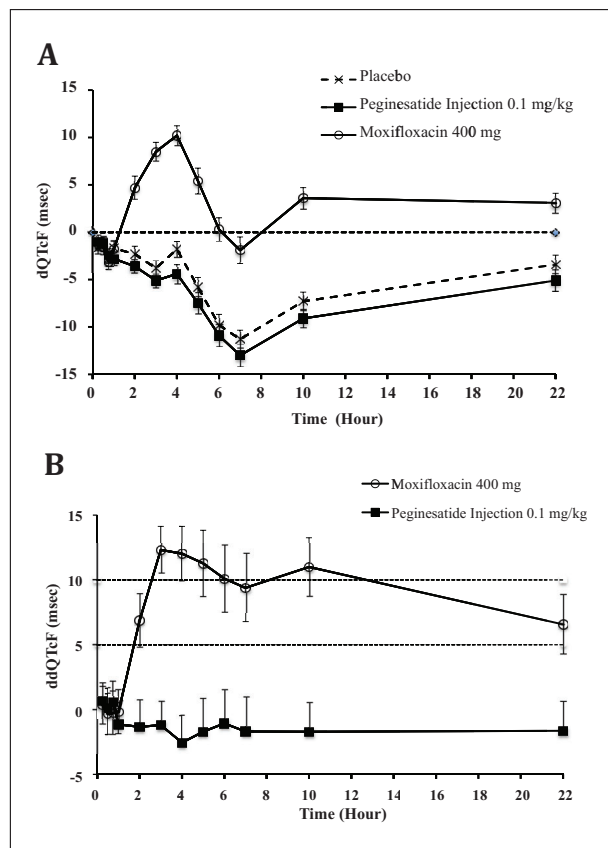 A
Placebo
Peginesatide Injection 0.1 mg/kg
Moxifloxacin 400 mg
15
10
5
0
-5
-10
-15
dQTcF (msec)
0 2 4 6 8 10 12 14 16 18 20 22
Time (Hour)
B
Moxifloxacin 400 mg
Peginesatide Injection 0.1 mg/kg
15
10
5
0
-5
ddQTcF (msec)
0 2 4 6 8 10 12 14 16 18 20 22
Time (Hour)